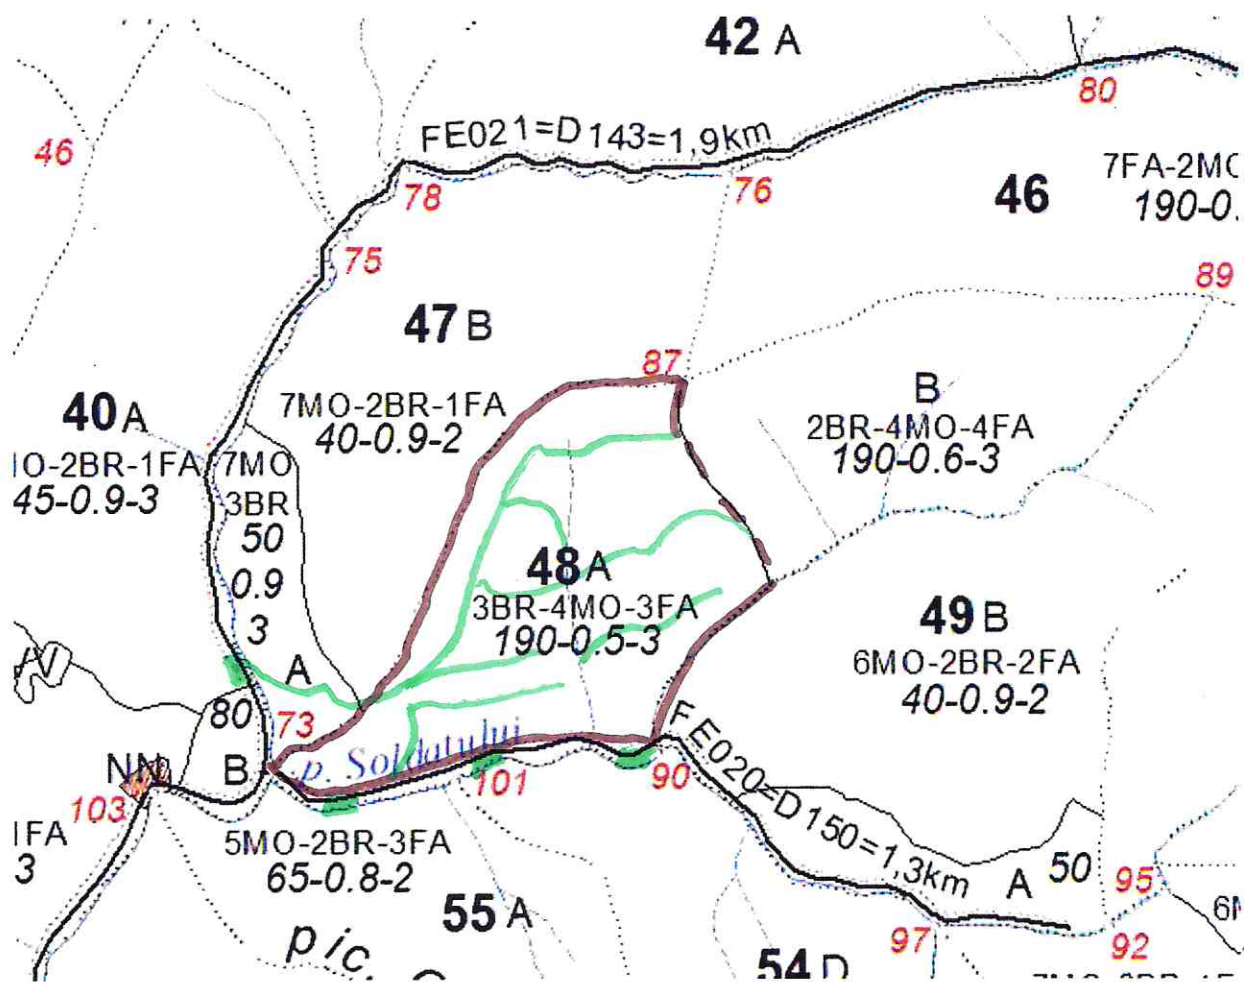 42 A
80
FE021=D143=1,9km
46
78
76
46
7FA-2MO
190-0.
75
89
47 B
87
40 A
7MO-2BR-1FA
40-0.9-2
B
2BR-4MO-4FA
190-0.6-3
IO-2BR-1FA
45-0.9-3
7MO
3BR
50
0.9
3
48 A
3BR-4MO-3FA
190-0.5-3
49 B
6MO-2BR-2FA
40-0.9-2
A
80
73
p. Soldatului
NN
B
101
90
FE020=D150=1,3km
103
1FA
3
5MO-2BR-3FA
65-0.8-2
A
50
95
55 A
97
92
pic.
54 D